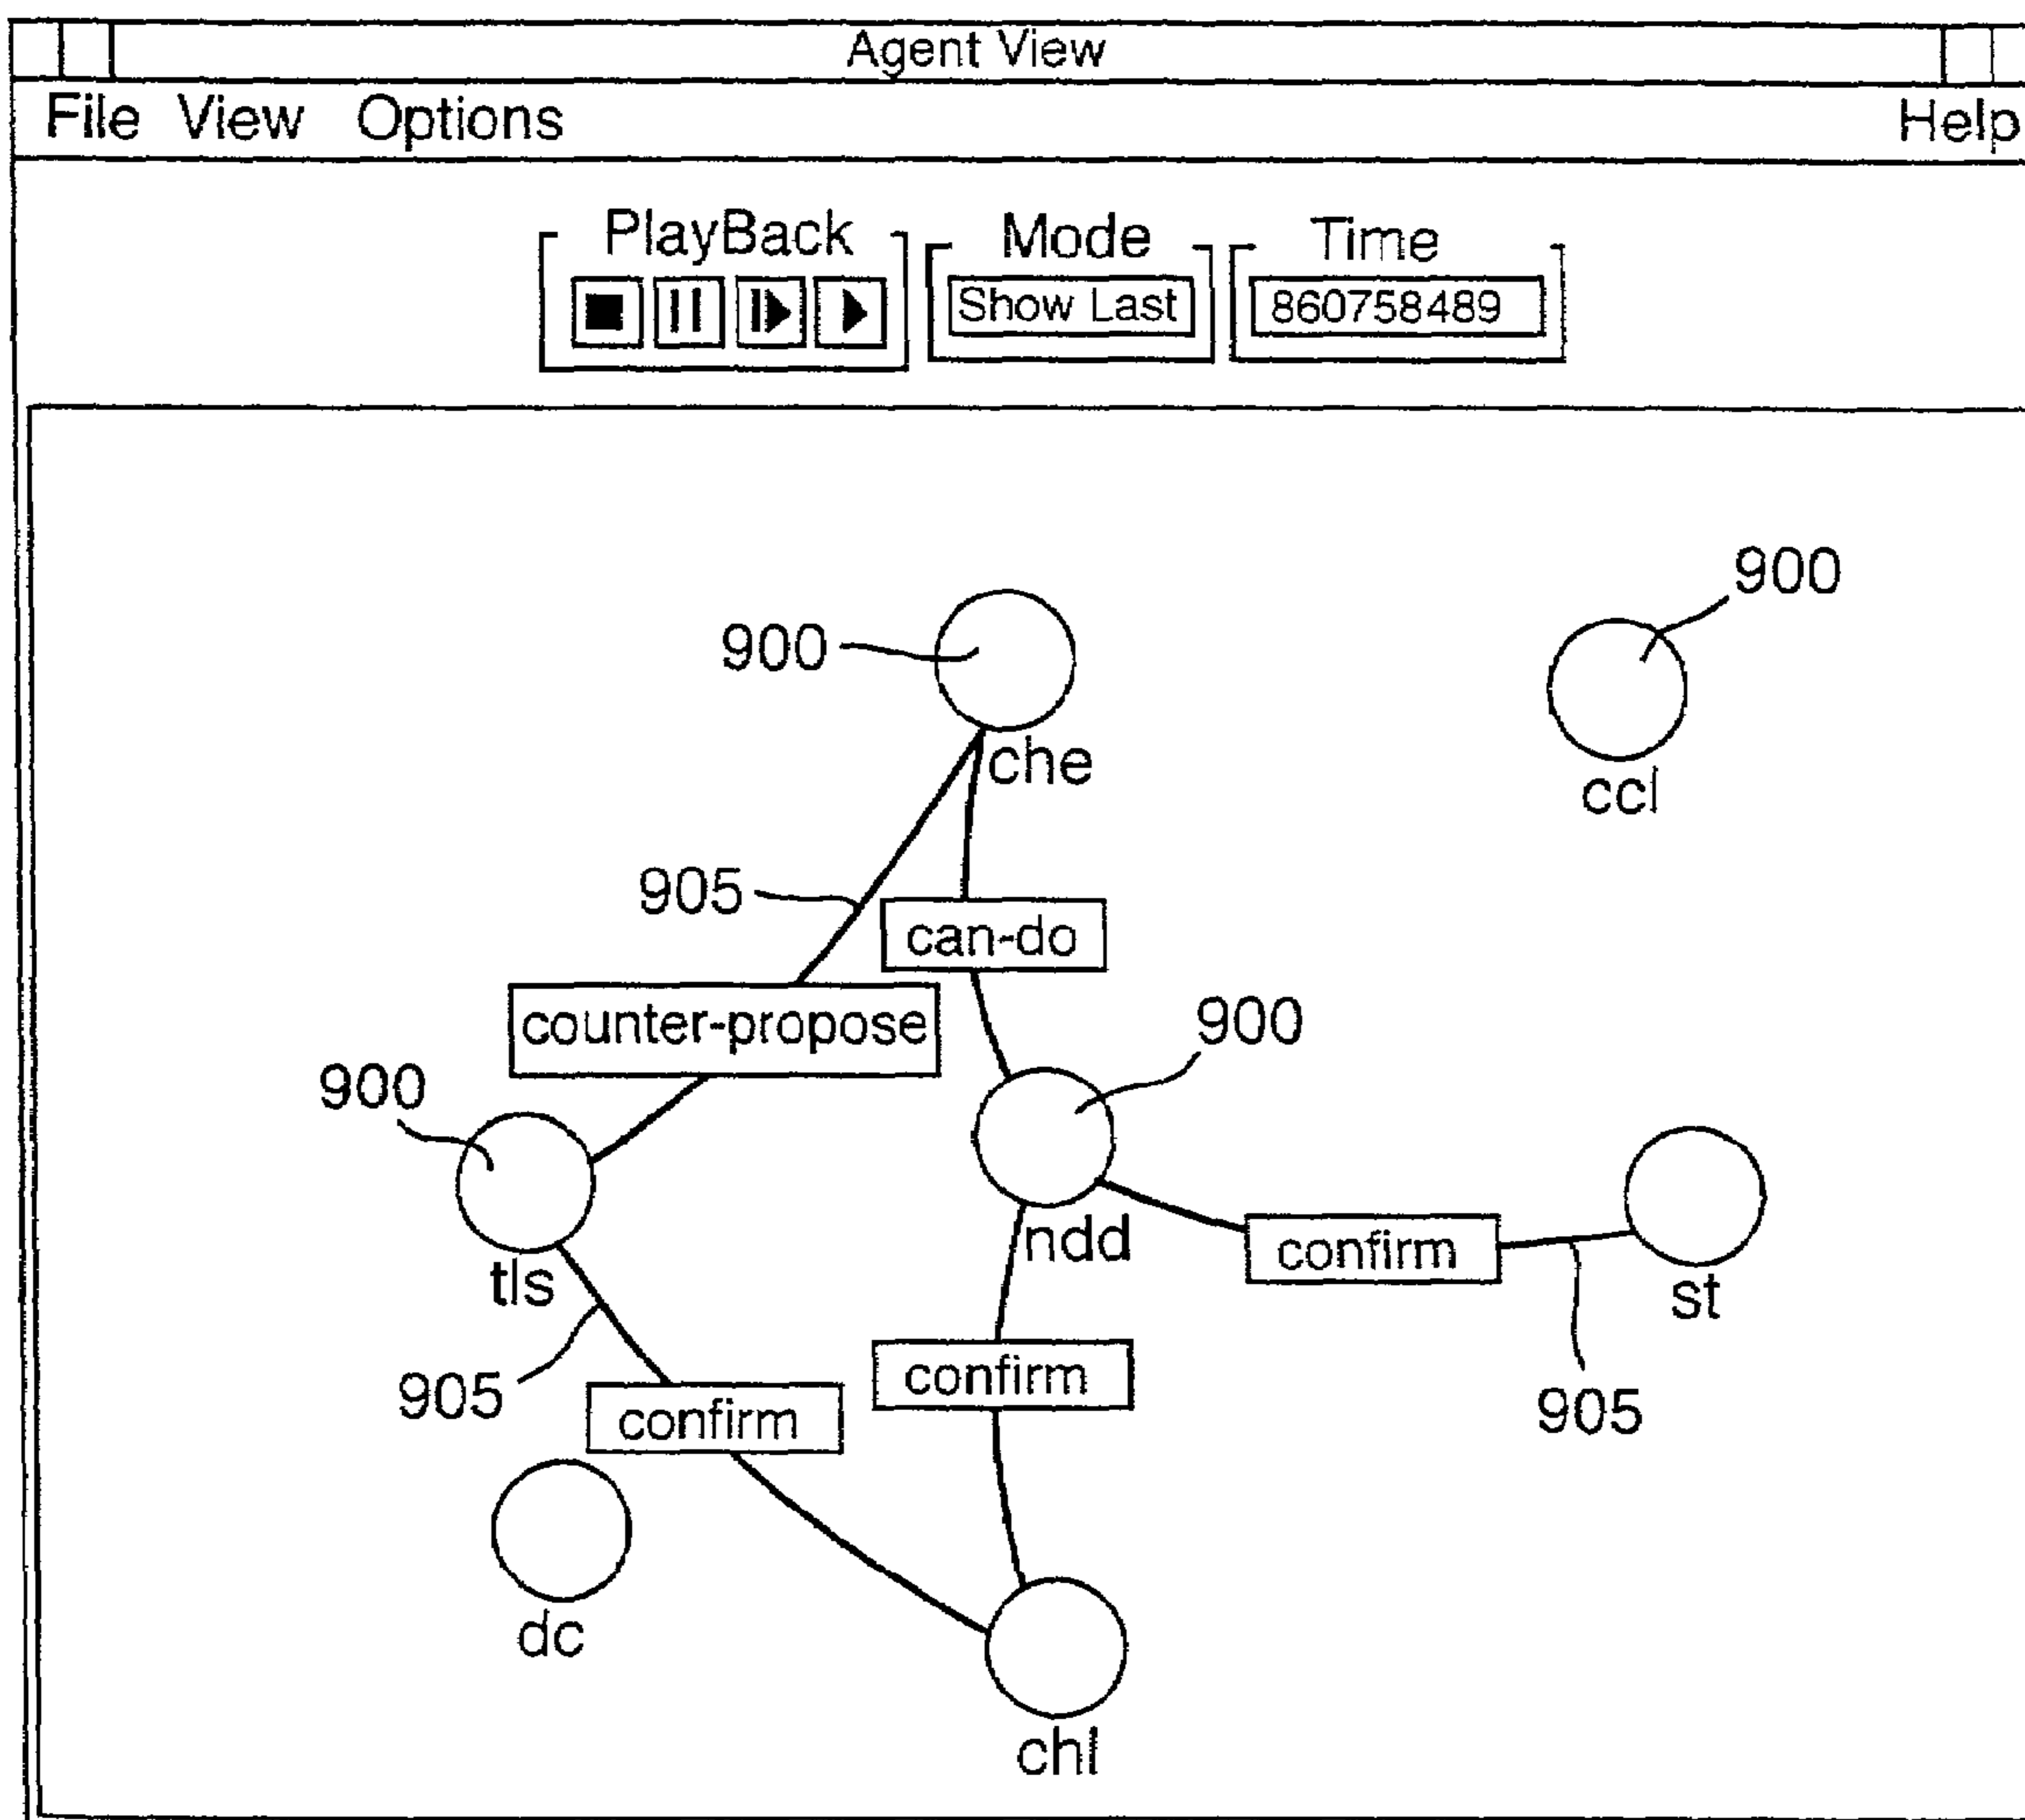 Agent View
File View Options Help
PlayBack Mode Time
Show Last 860758489
900
900
che
ccl
905
can-do
counter-propose
900
900
ndd
confirm
tls
st
confirm
905
905
confirm
dc
chl